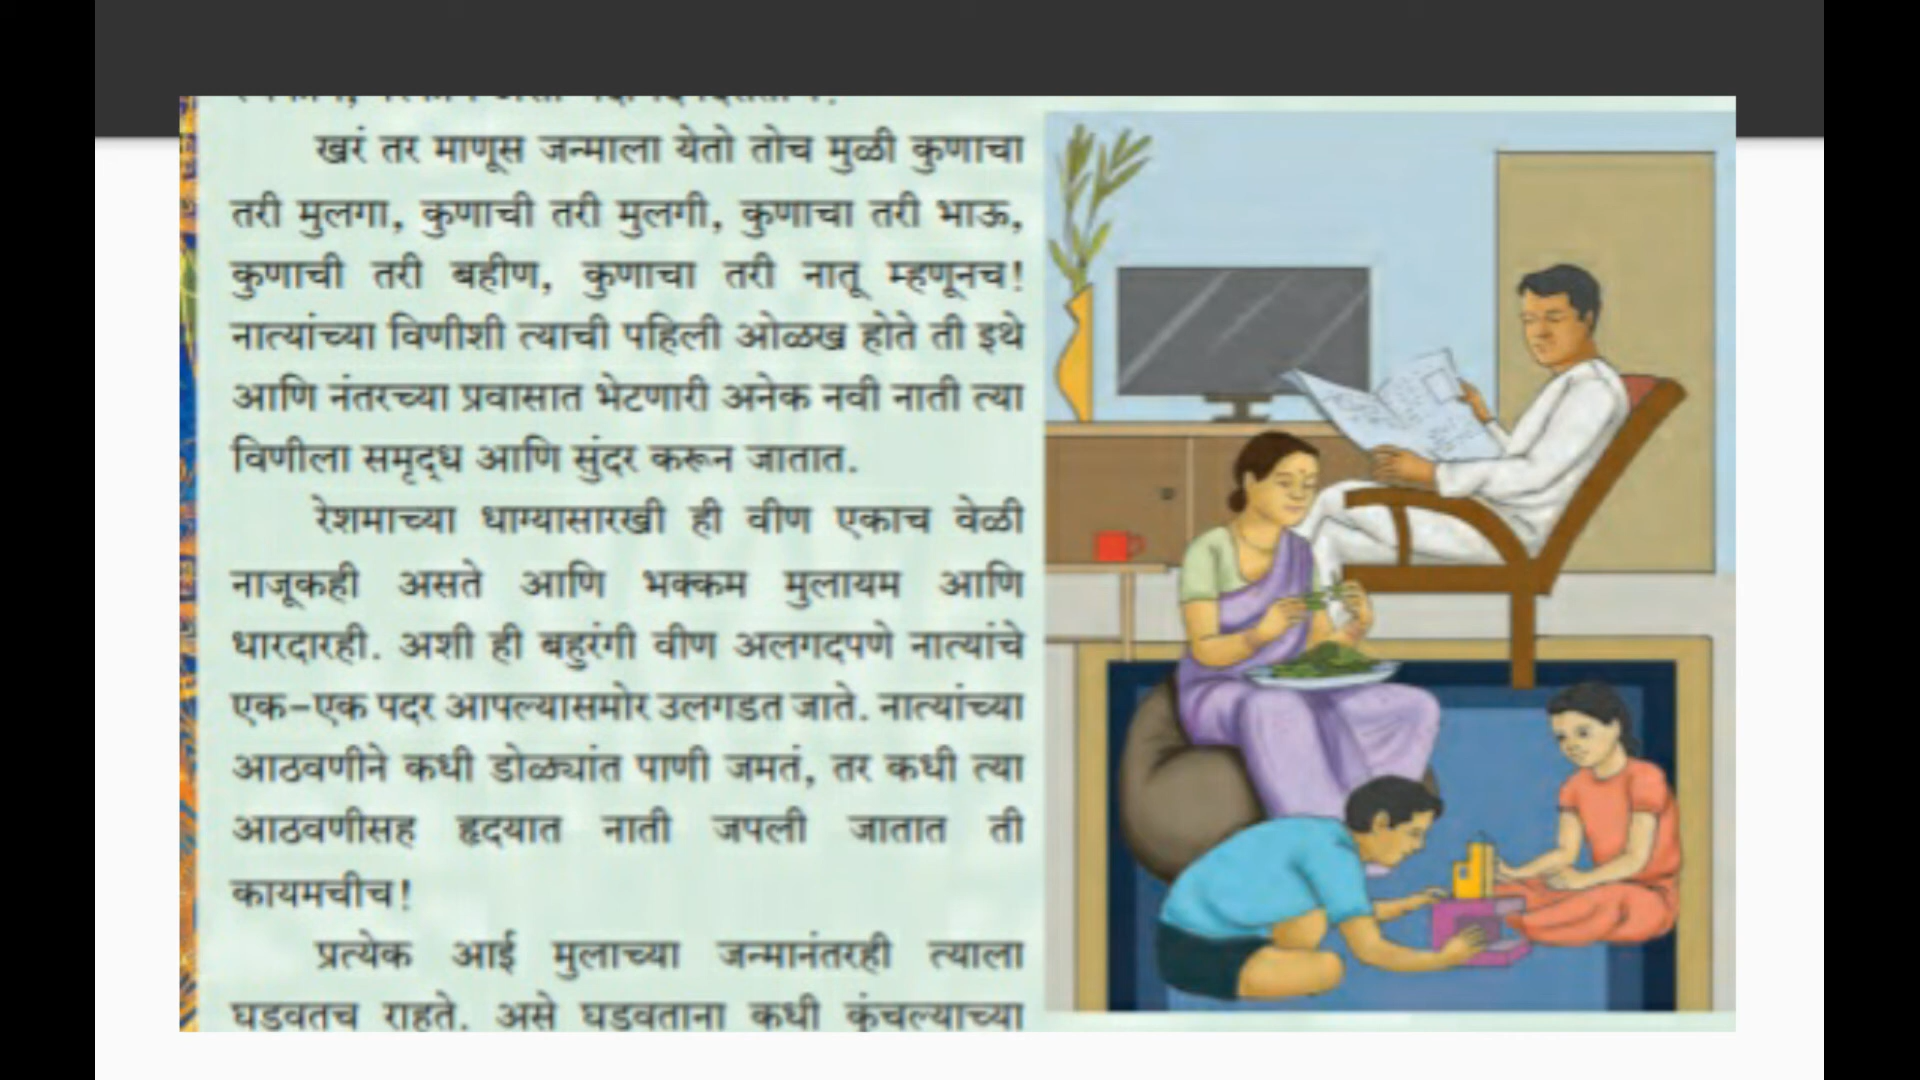 खरं तर माणूस जन्माला येतो तोच मुळी कुणाचा
तरी मुलगा, कुणाची तरी मुलगी, कुणाचा तरी भाऊ,
कुणाची तरी बहीण, कुणाचा तरी नातू म्हणूनच!
नात्यांच्या विणीशी त्याची पहिली ओळख होते ती इथे
आणि नंतरच्या प्रवासात भेटणारी अनेक नवी नाती त्या
विणीला समृद्ध आणि सुंदर करून जातात.
रेशमाच्या धाग्यासारखी ही वीण एकाच वेळी
नाजूकही असते आणि भक्कम मुलायम आणि
धारदारही. अशी ही बहुरंगी वीण अलगदपणे नात्यांचे
एक-एक पदर आपल्यासमोर उलगडत जाते. नात्यांच्या
आठवणीने कधी डोळ्यांत पाणी जमतं, तर कधी त्या
आठवणीसह हृदयात नाती जपली जातात ती
कायमचीच!
प्रत्येक आई मुलाच्या जन्मानंतरही त्याला
घडवतच राहते. असे घडवताना कधी कुंचल्याच्या